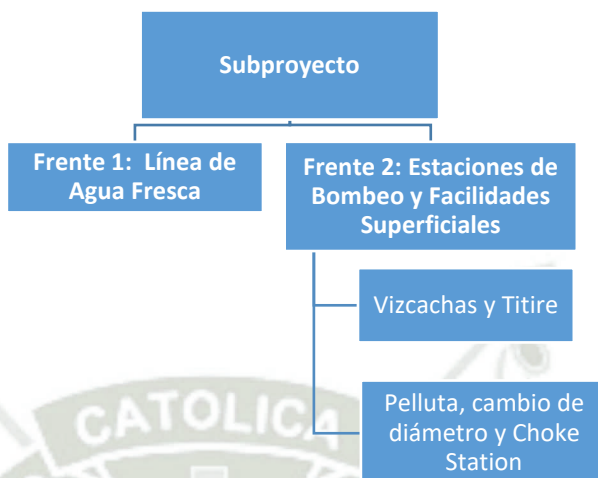 Subproyecto
Frente 1: Línea de
Agua Fresca
Frente 2: Estaciones de
Bombeo y Facilidades
Superficiales
Vizcachas y Titire
Pelluta, cambio de
diámetro y Choke
Station
CATOLICA